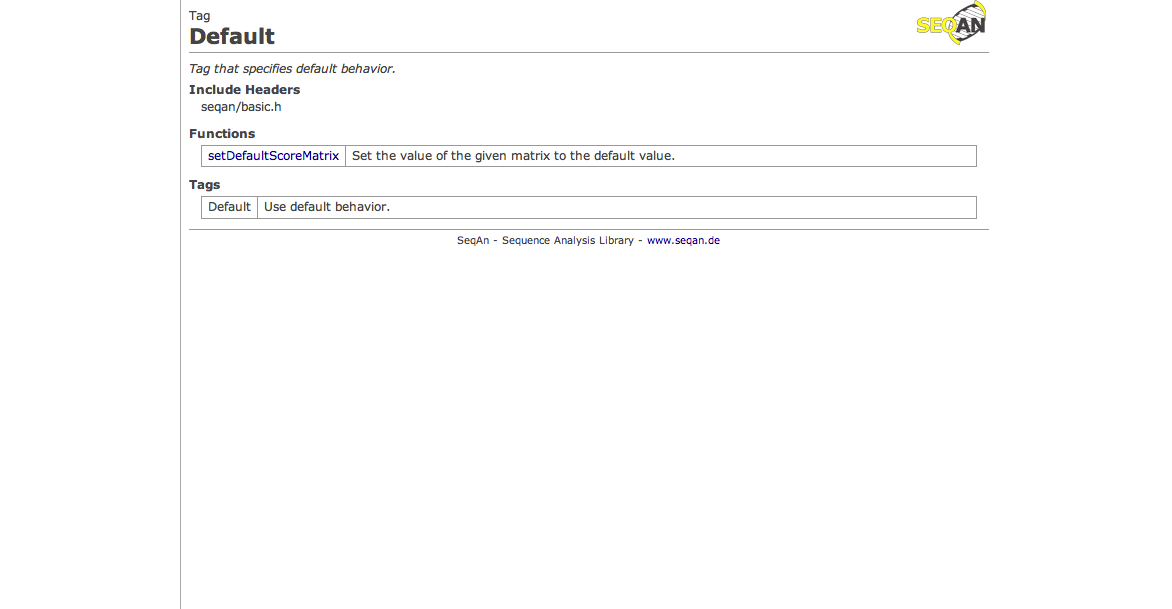 Tag
Default
SEQAN
Tag that specifies default behavior.
Include Headers
seqan/basic.h
Functions
setDefaultScoreMatrix Set the value of the given matrix to the default value.
Tags
Default Use default behavior.
SeqAn - Sequence Analysis Library - www.seqan.de